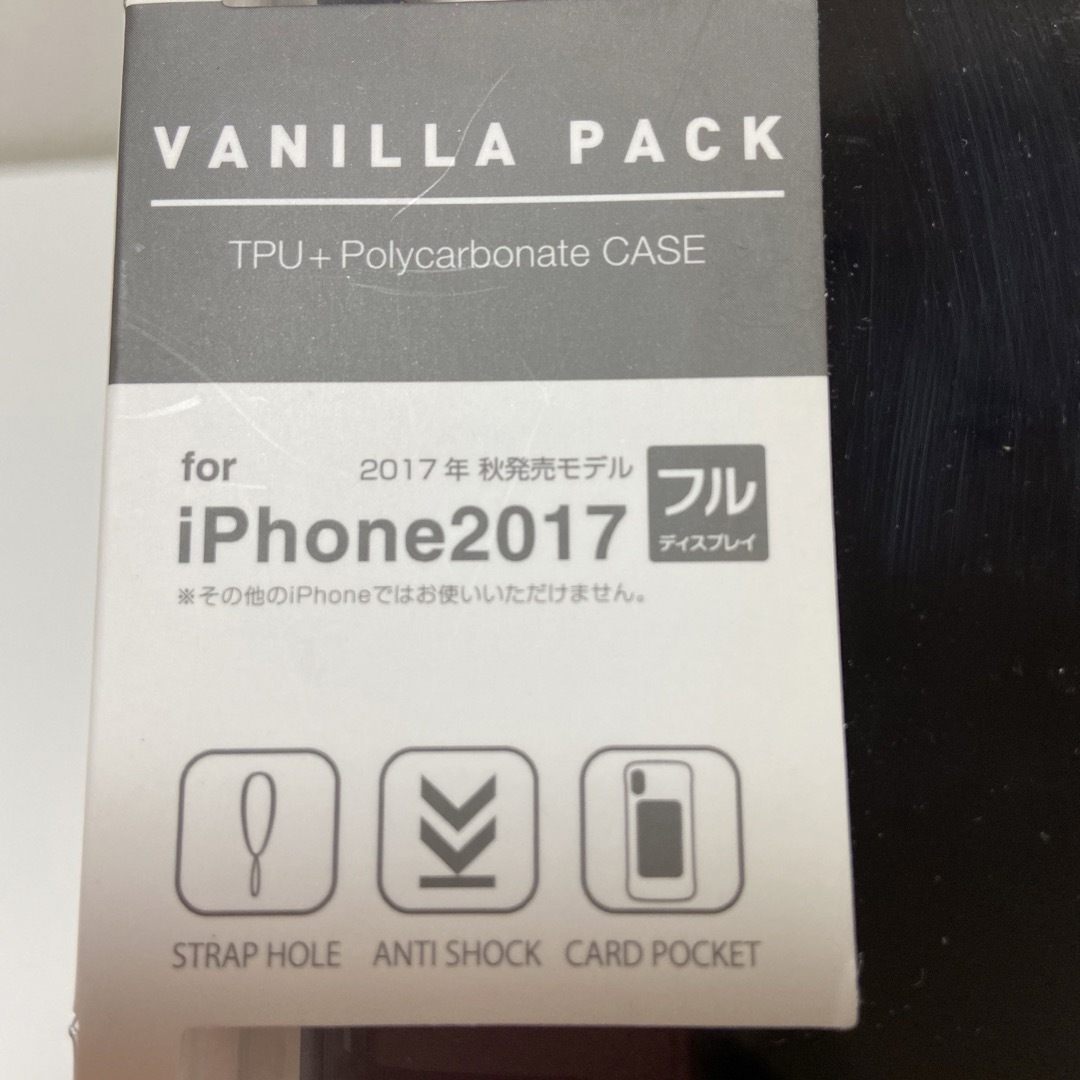 VANILLA PACK
TPU+Polycarbonate CASE
for 2017年 秋発売モデル
iPhone2017
フル
ディスプレイ
※その他のiPhoneではお使いいただけません。
STRAP HOLE ANTI SHOCK CARD POCKET